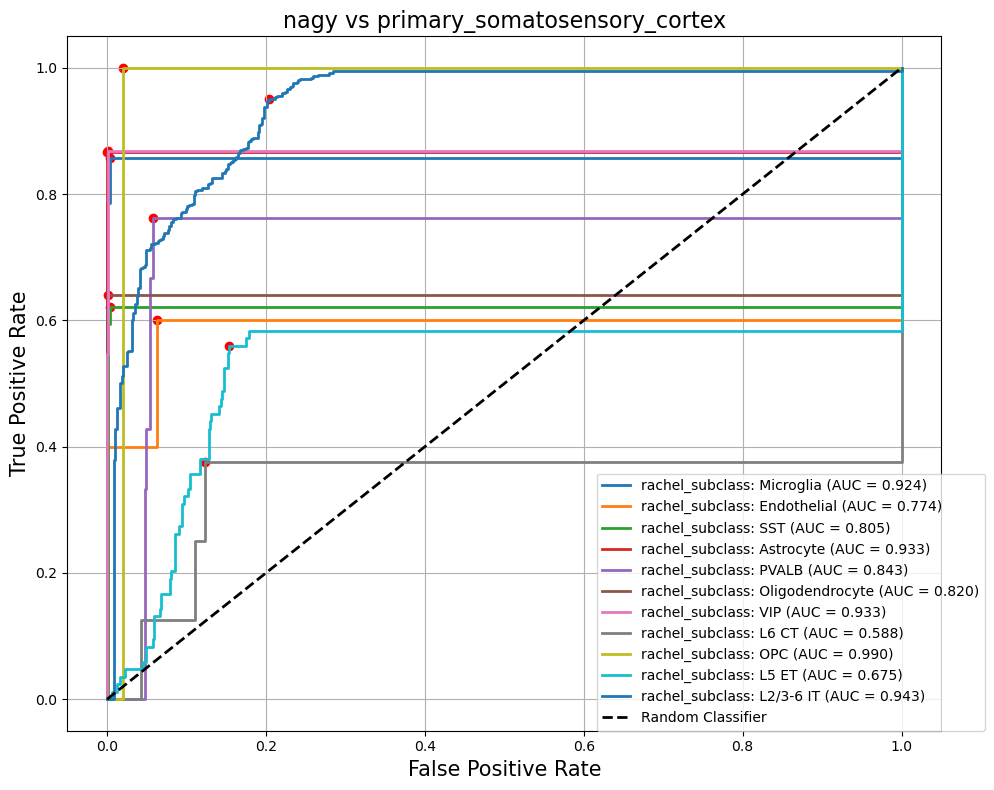 nagy vs primary_somatosensory_cortex
True Positive Rate
1.0
0.8
0.6
0.4
0.2
0.0
rachel_subclass: Microglia (AUC = 0.924)
rachel_subclass: Endothelial (AUC = 0.774)
rachel_subclass: SST (AUC = 0.805)
rachel_subclass: Astrocyte (AUC = 0.933)
rachel_subclass: PVALB (AUC = 0.843)
rachel_subclass: Oligodendrocyte (AUC = 0.820)
rachel_subclass: VIP (AUC = 0.933)
rachel_subclass: L6 CT (AUC = 0.588)
rachel_subclass: OPC (AUC = 0.990)
rachel_subclass: L5 ET (AUC = 0.675)
rachel_subclass: L2/3-6 IT (AUC = 0.943)
Random Classifier
0.0 0.2 0.4 0.6 0.8 1.0
False Positive Rate